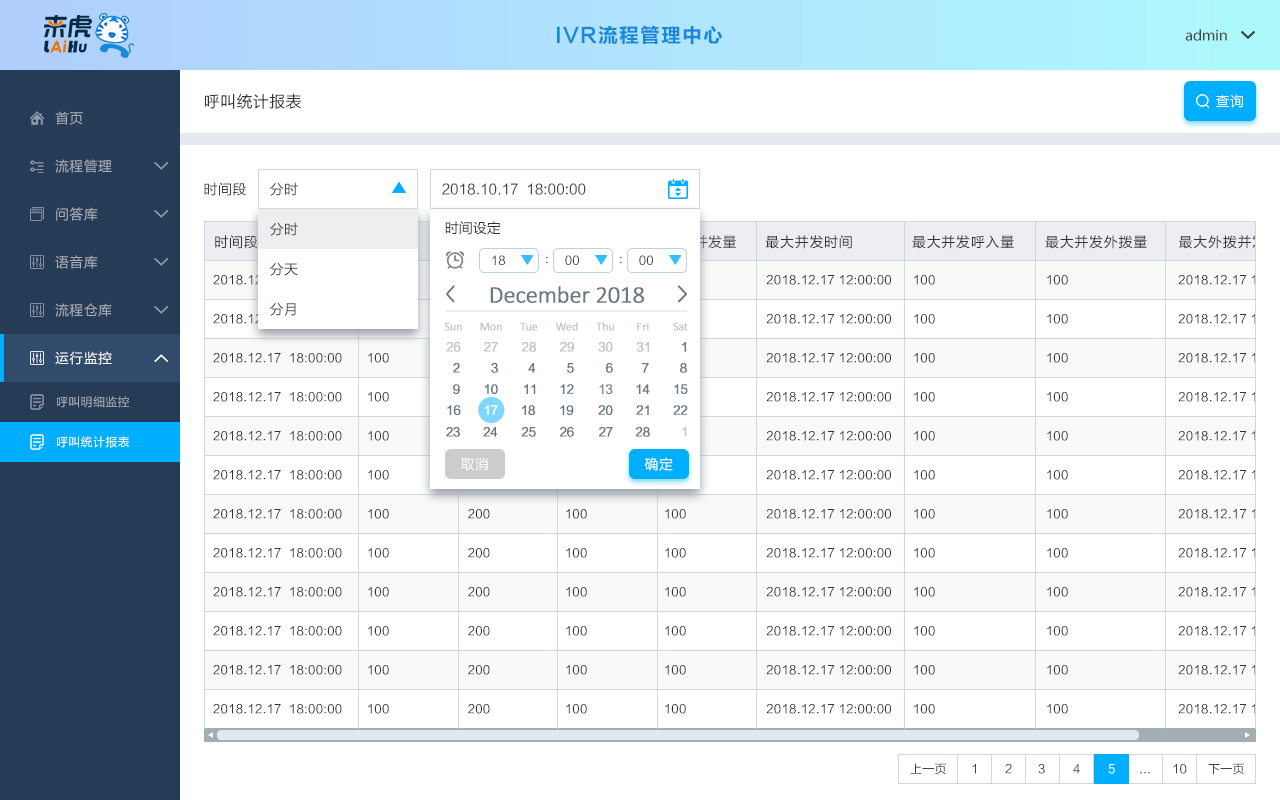 来虎
LAiHu
IVR流程管理中心
admin
首页
流程管理
问答库
语音库
流程仓库
运行监控
呼叫明细监控
呼叫统计报表
呼叫统计报表
查询
时间段 分时 2018.10.17 18:00:00
分时
分天
分月
时间设定
18 : 00 : 00
December 2018
Sun Mon Tue Wed Thu Fri Sat
26 27 28 29 30 31 1
2 3 4 5 6 7 8
9 10 11 12 13 14 15
16 17 18 19 20 21 22
23 24 25 26 27 28 1
取消 确定
时间段 并发量 最大并发时间 最大并发呼入量 最大并发外拨量 最大外拨并
2018.12 2018.12.17 12:00:00 100 100 2018.12.17 1
2018.12 2018.12.17 12:00:00 100 100 2018.12.17 1
2018.12.17 18:00:00 100 2018.12.17 12:00:00 100 100 2018.12.17 1
2018.12.17 18:00:00 100 2018.12.17 12:00:00 100 100 2018.12.17 1
2018.12.17 18:00:00 100 2018.12.17 12:00:00 100 100 2018.12.17 1
2018.12.17 18:00:00 100 2018.12.17 12:00:00 100 100 2018.12.17 1
2018.12.17 18:00:00 100 200 100 100 2018.12.17 12:00:00 100 100 2018.12.17 1
2018.12.17 18:00:00 100 200 100 100 2018.12.17 12:00:00 100 100 2018.12.17 1
2018.12.17 18:00:00 100 200 100 100 2018.12.17 12:00:00 100 100 2018.12.17 1
2018.12.17 18:00:00 100 200 100 100 2018.12.17 12:00:00 100 100 2018.12.17 1
2018.12.17 18:00:00 100 200 100 100 2018.12.17 12:00:00 100 100 2018.12.17 1
2018.12.17 18:00:00 100 200 100 100 2018.12.17 12:00:00 100 100 2018.12.17 1
上一页 1 2 3 4 5 ... 10 下一页